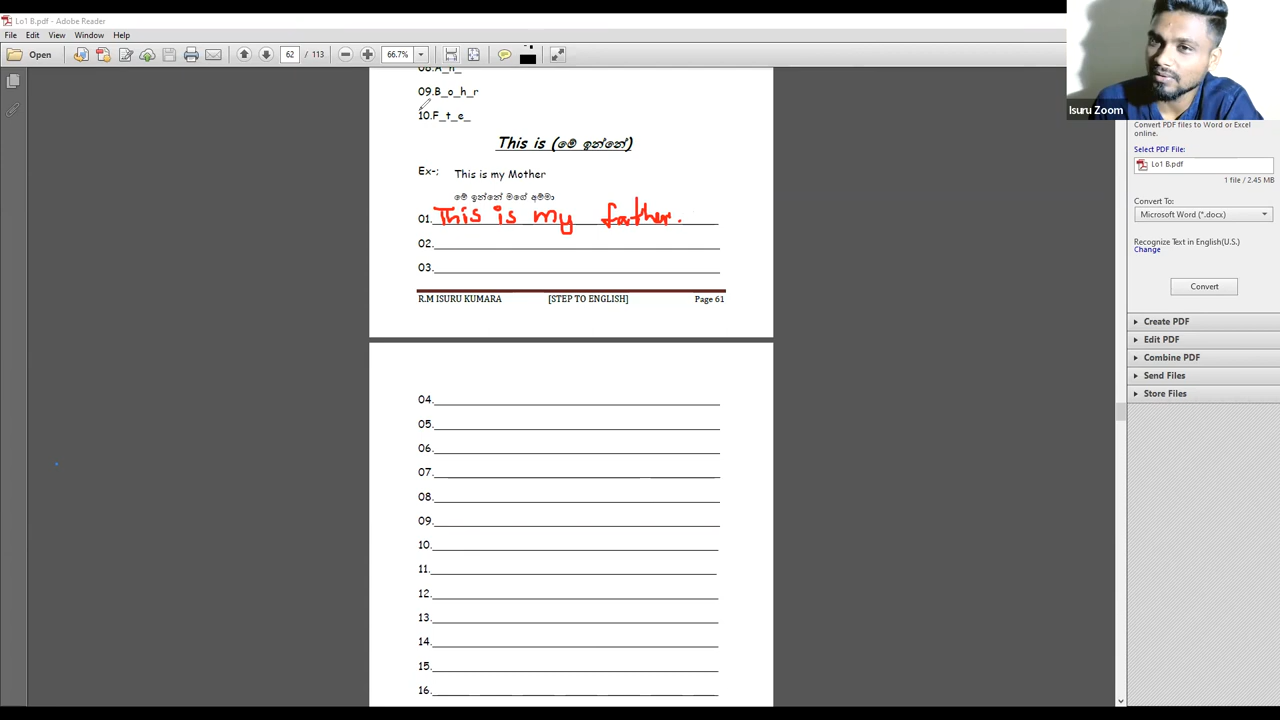 Lo1 B.pdf - Adobe Reader
File Edit View Window Help
Open 62 / 113 66.7%
09.B_o_h_r
10.F_t_e_
This is (මේ ඉන්නේ)
Ex-; This is my Mother
මේ ඉන්නේ මගේ අම්මා
01. This is my father.
02.
03.
R.M ISURU KUMARA [STEP TO ENGLISH] Page 61
04.
05.
06.
07.
08.
09.
10.
11.
12.
13.
14.
15.
16.
Isuru Zoom
Convert PDF files to Word or Excel
online.
Select PDF File:
Lo1 B.pdf
1 file / 2.45 MB
Convert To:
Microsoft Word (*.docx)
Recognize Text in English(U.S.)
Change
Convert
Create PDF
Edit PDF
Combine PDF
Send Files
Store Files